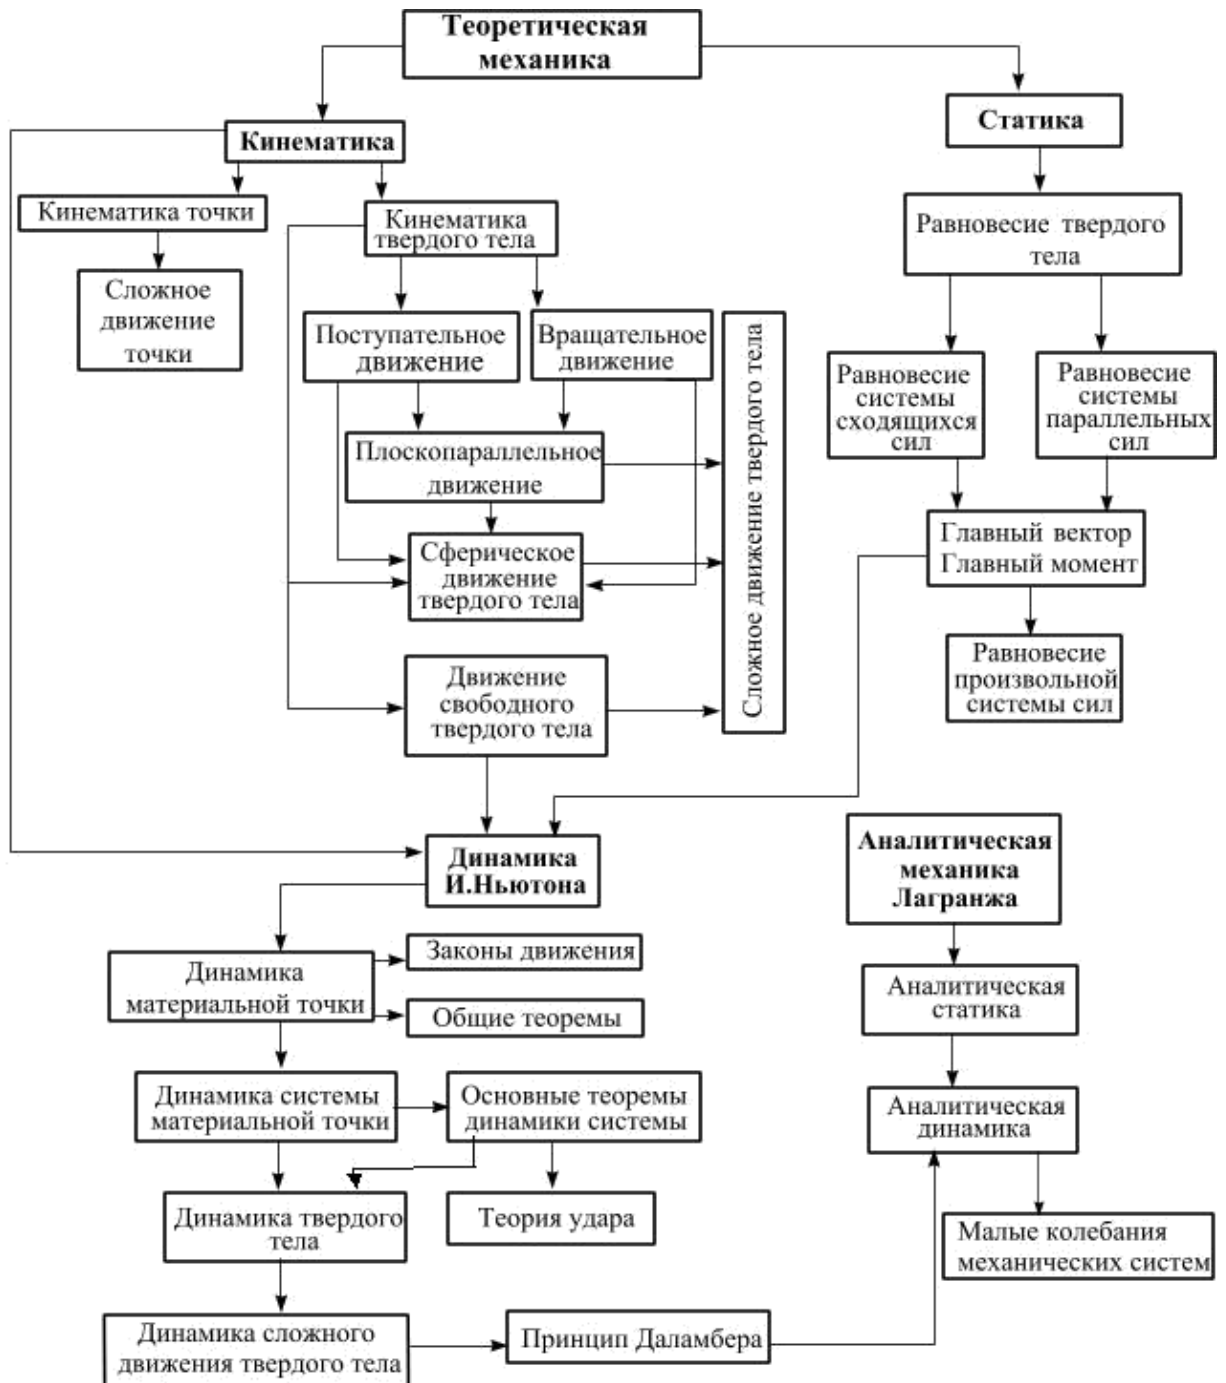 Теоретическая
механика
Кинематика
Статика
Кинематика точки
Кинематика
твердого тела
Равновесие твердого
тела
Сложное
движение
точки
Поступательное
движение
Вращательное
движение
Сложное движение твердого тела
Равновесие
системы
сходящихся
сил
Равновесие
системы
параллельных
сил
Плоскопараллельное
движение
Главный вектор
Главный момент
Сферическое
движение
твердого тела
Равновесие
произвольной
системы сил
Движение
свободного
твердого тела
Динамика
И.Ньютона
Аналитическая
механика
Лагранжа
Законы движения
Динамика
материальной точки
Общие теоремы
Аналитическая
статика
Динамика системы
материальной точки
Основные теоремы
динамики системы
Аналитическая
динамика
Динамика твердого
тела
Теория удара
Малые колебания
механических систем
Динамика сложного
движения твердого тела
Принцип Даламбера